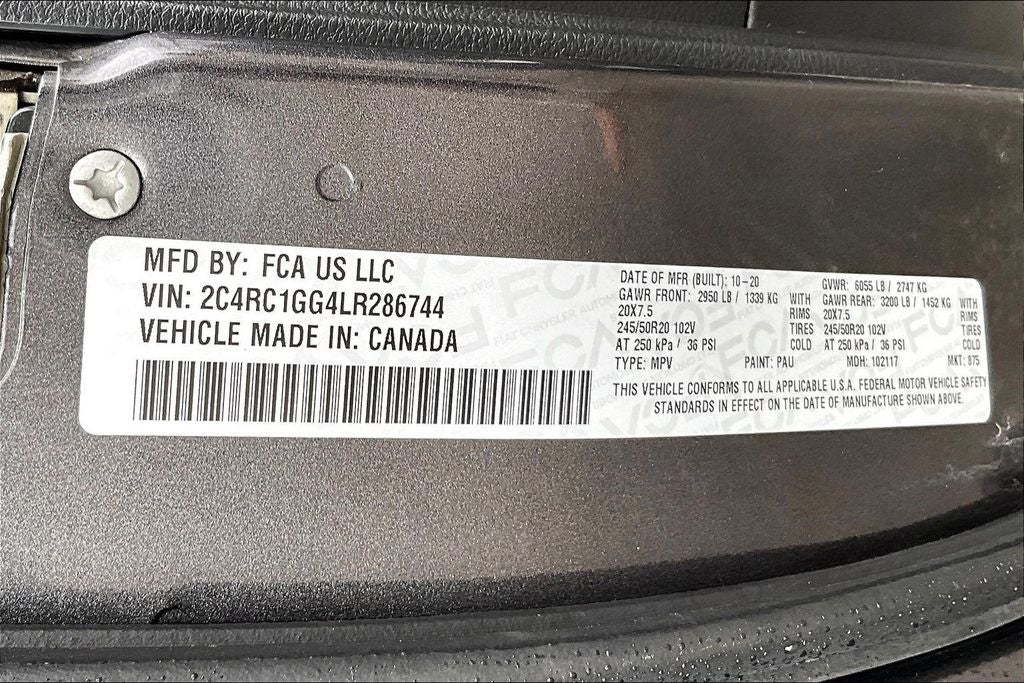 MFD BY: FCA US LLC
VIN: 2C4RC1GG4LR286744
VEHICLE MADE IN: CANADA
DATE OF MFR (BUILT): 10-20 GVWR: 6055 LB / 2747 KG
GAWR FRONT: 2950 LB / 1339 KG WITH GAWR REAR: 3200 LB / 1452 KG WITH
20X7.5 RIMS 20X7.5 RIMS
245/50R20 102V TIRES 245/50R20 102V TIRES
AT 250 kPa / 36 PSI COLD AT 250 kPa / 36 PSI COLD
TYPE: MPV PAINT: PAU MDH: 102117 MKT: 875
THIS VEHICLE CONFORMS TO ALL APPLICABLE U.S.A. FEDERAL MOTOR VEHICLE SAFETY
STANDARDS IN EFFECT ON THE DATE OF MANUFACTURE SHOWN ABOVE.